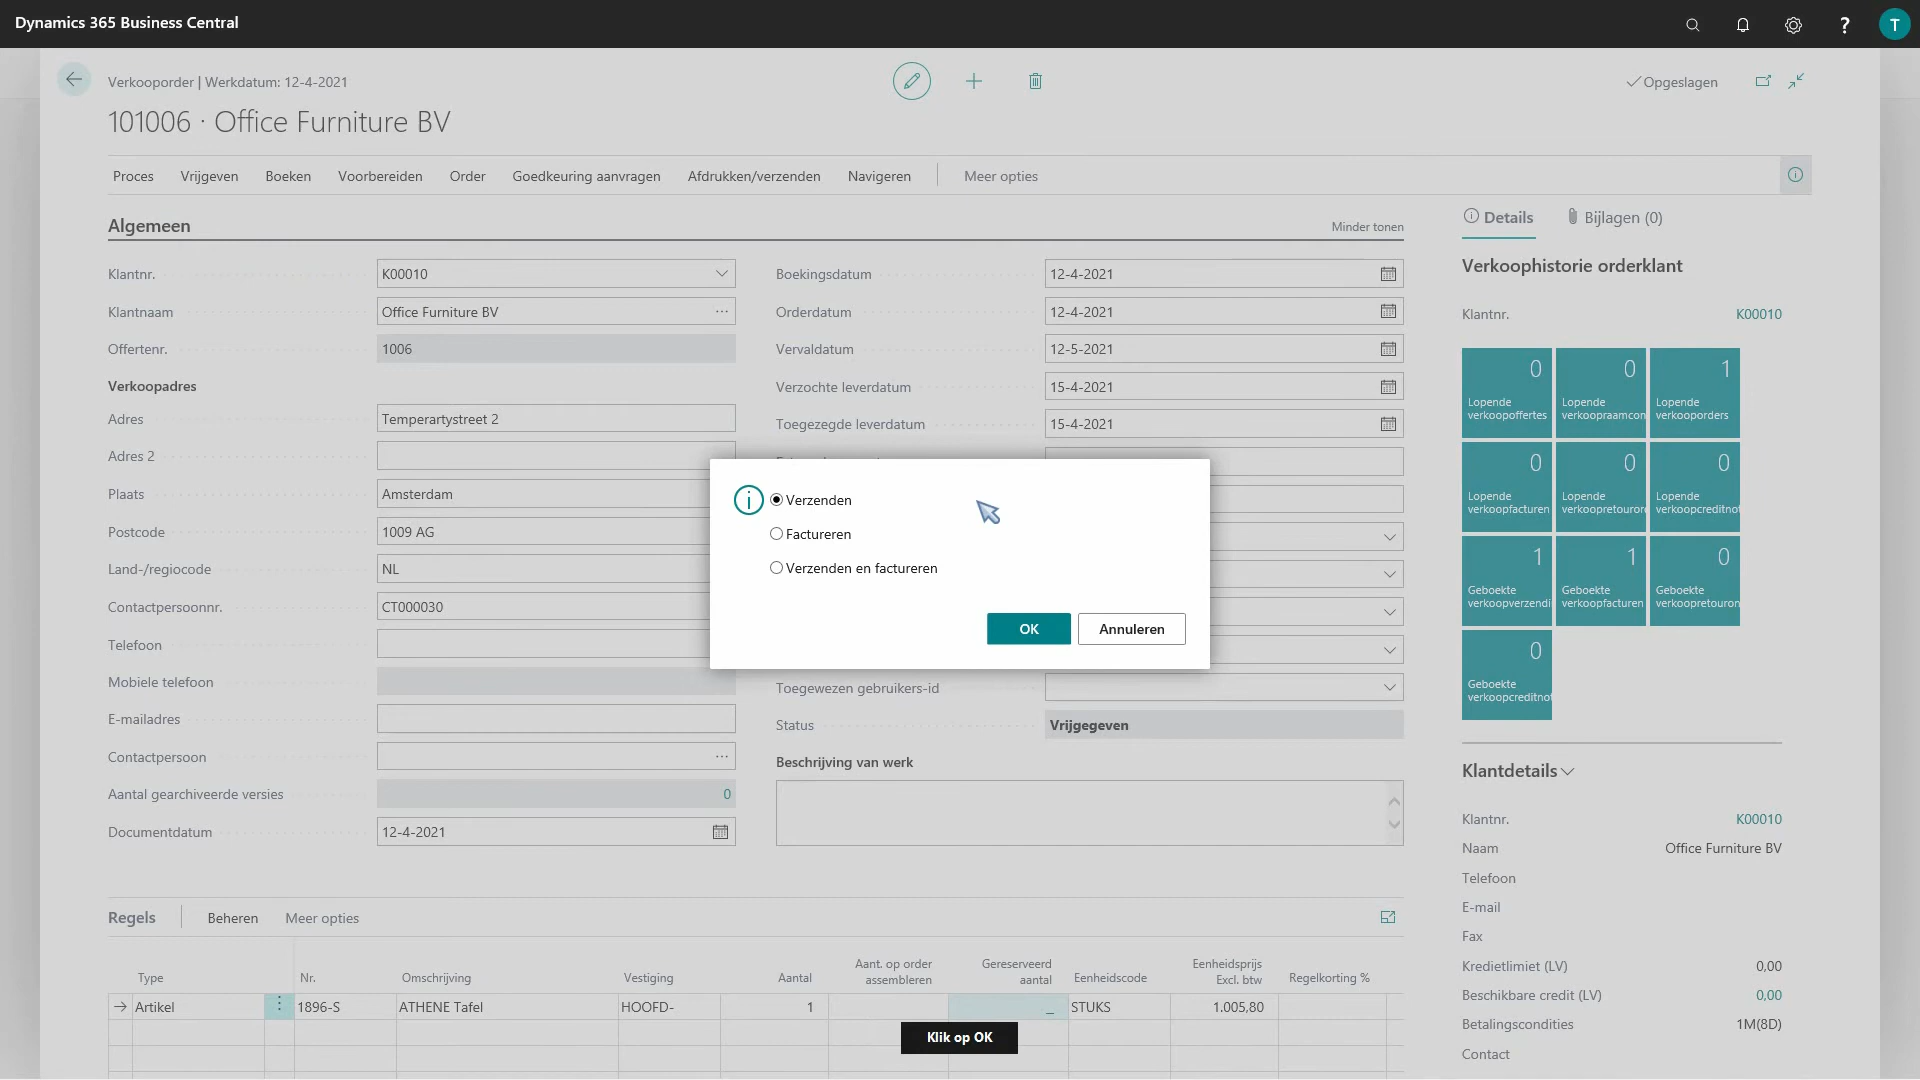 Dynamics 365 Business Central
T
Verkooporder | Werkdatum: 12-4-2021
Opgeslagen
101006 · Office Furniture BV
Proces
Vrijgeven
Boeken
Voorbereiden
Order
Goedkeuring aanvragen
Afdrukken/verzenden
Navigeren
Meer opties
Algemeen
Minder tonen
Klantnr.
K00010
Klantnaam
Office Furniture BV
Offertenr.
1006
Verkoopadres
Adres
Temperartystreet 2
Adres 2
Plaats
Amsterdam
Postcode
1009 AG
Land-/regiocode
NL
Contactpersoonnr.
CT000030
Telefoon
Mobiele telefoon
E-mailadres
Contactpersoon
Aantal gearchiveerde versies
0
Documentdatum
12-4-2021
Boekingsdatum
12-4-2021
Orderdatum
12-4-2021
Vervaldatum
12-5-2021
Verzochte leverdatum
15-4-2021
Toegezegde leverdatum
15-4-2021
Verzenden
Factureren
Verzenden en factureren
OK
Annuleren
Toegewezen gebruikers-id
Status
Vrijgegeven
Beschrijving van werk
Regels
Beheren
Meer opties
Type
Nr.
Omschrijving
Vestiging
Aantal
Aant. op order
assembleren
Gereserveerd
aantal
Eenheidscode
Eenheidsprijs
Excl. btw
Regelkorting %
Artikel
1896-S
ATHENE Tafel
HOOFD-
1
_
STUKS
1.005,80
Klik op OK
Details
Bijlagen (0)
Verkoophistorie orderklant
Klantnr.
K00010
0
Lopende
verkoopoffertes
0
Lopende
verkoopraamcon
1
Lopende
verkooporders
0
Lopende
verkoopfacturen
0
Lopende
verkoopretouror
0
Lopende
verkoopcreditnot
1
Geboekte
verkoopverzendi
1
Geboekte
verkoopfacturen
0
Geboekte
verkoopretouron
0
Geboekte
verkoopcreditnot
Klantdetails
Klantnr.
K00010
Naam
Office Furniture BV
Telefoon
E-mail
Fax
Kredietlimiet (LV)
0,00
Beschikbare credit (LV)
0,00
Betalingscondities
1M(8D)
Contact